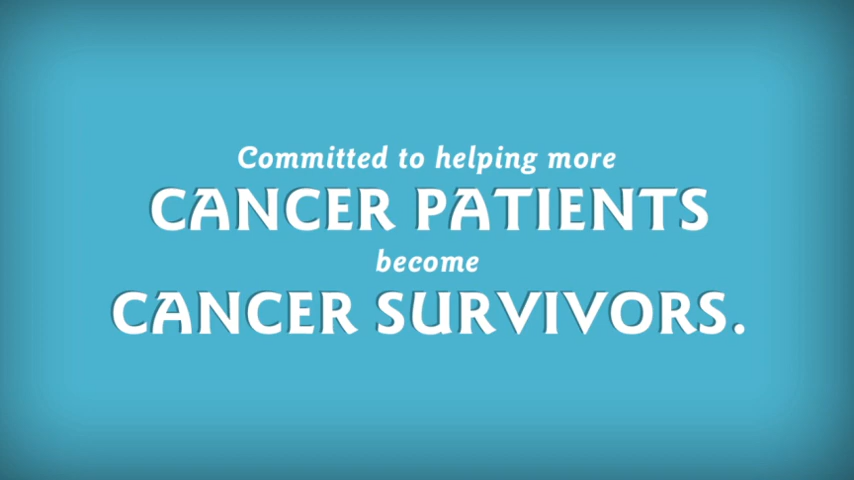 Committed to helping more
CANCER PATIENTS
become
CANCER SURVIVORS.